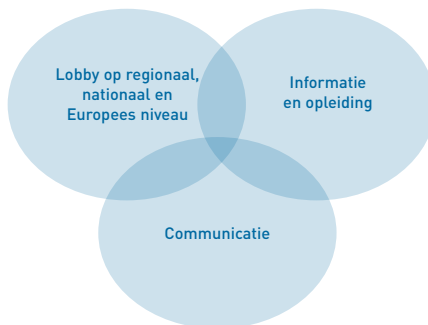 Lobby op regionaal,
nationaal en
Europees niveau
Informatie
en opleiding
Communicatie